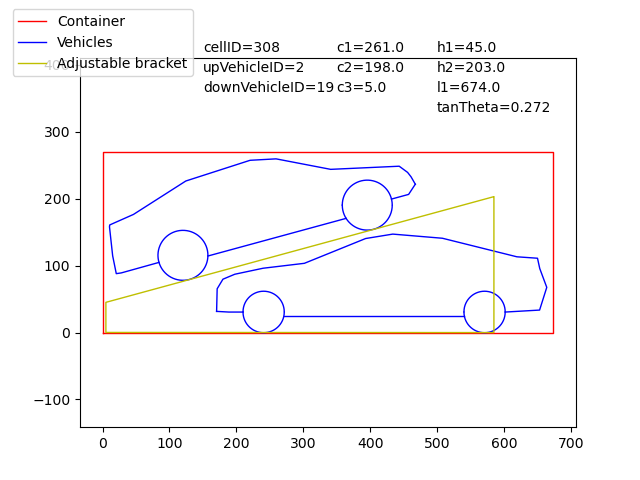 Container
Vehicles
Adjustable bracket
cellID=308 c1=261.0 h1=45.0
upVehicleID=2 c2=198.0 h2=203.0
downVehicleID=19 c3=5.0 l1=674.0
tanTheta=0.272
400
300
200
100
0
−100
0 100 200 300 400 500 600 700